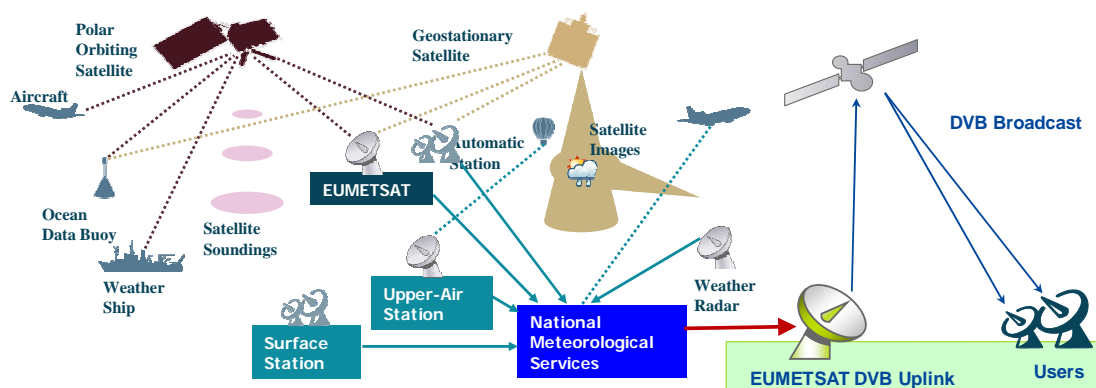 Polar
Orbiting
Satellite
Geostationary
Satellite
Aircraft
DVB Broadcast
Automatic
Station
Satellite
Images
EUMETSAT
Ocean
Data Buoy
Satellite
Soundings
Weather
Ship
Upper-Air
Station
Weather
Radar
National
Meteorological
Services
Surface
Station
EUMETSAT DVB Uplink
Users